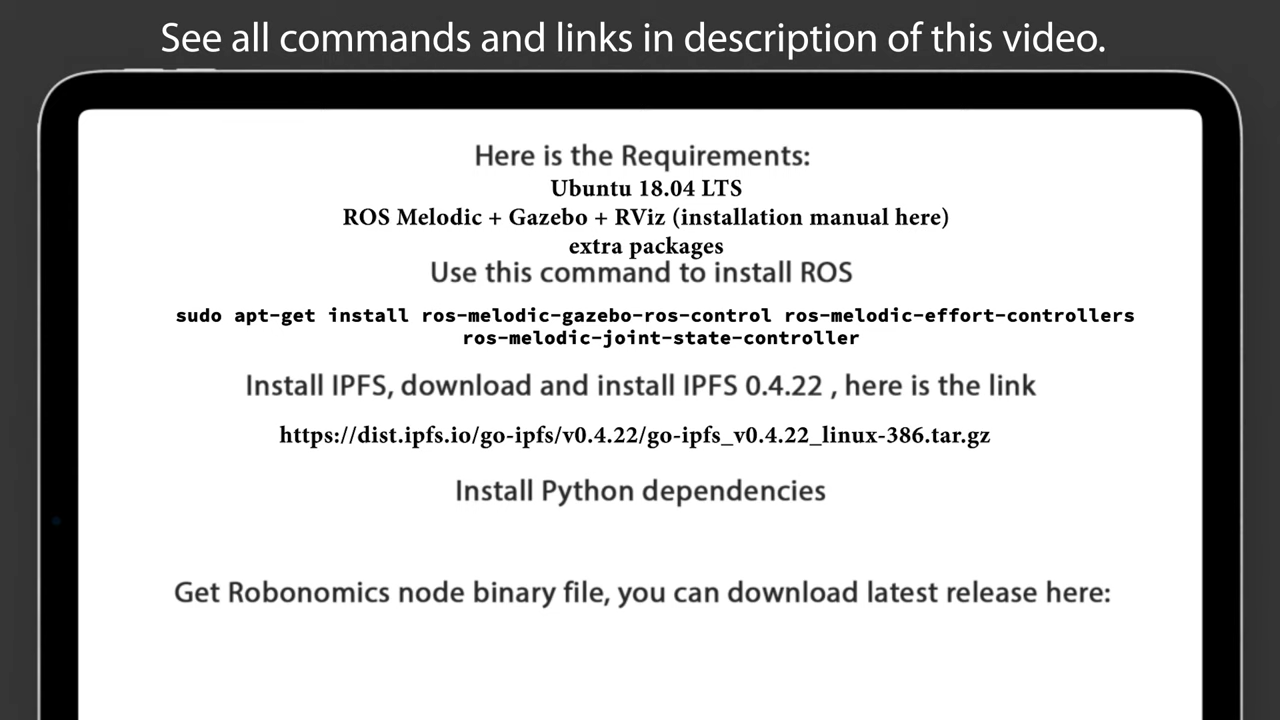 See all commands and links in description of this video.
Here is the Requirements:
Ubuntu 18.04 LTS
ROS Melodic + Gazebo + RViz (installation manual here)
extra packages
Use this command to install ROS
sudo apt-get install ros-melodic-gazebo-ros-control ros-melodic-effort-controllers
ros-melodic-joint-state-controller
Install IPFS, download and install IPFS 0.4.22 , here is the link
https://dist.ipfs.io/go-ipfs/v0.4.22/go-ipfs_v0.4.22_linux-386.tar.gz
Install Python dependencies
Get Robonomics node binary file, you can download latest release here: